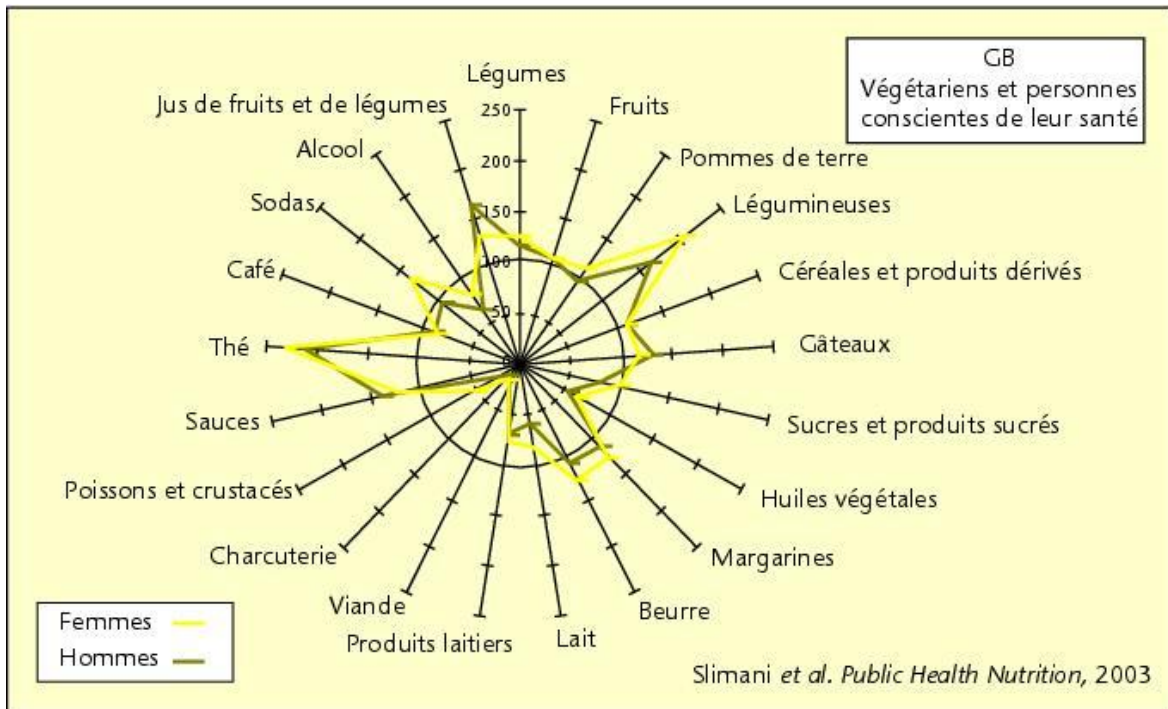 GB
Végétariens et personnes
conscientes de leur santé
Légumes
Fruits
Pommes de terre
Légumineuses
Céréales et produits dérivés
Gâteaux
Sucres et produits sucrés
Huiles végétales
Margarines
Beurre
Lait
Produits laitiers
Viande
Charcuterie
Poissons et crustacés
Sauces
Thé
Café
Sodas
Alcool
Jus de fruits et de légumes
250
200
150
100
50
Femmes
Hommes
Slimani et al. Public Health Nutrition, 2003